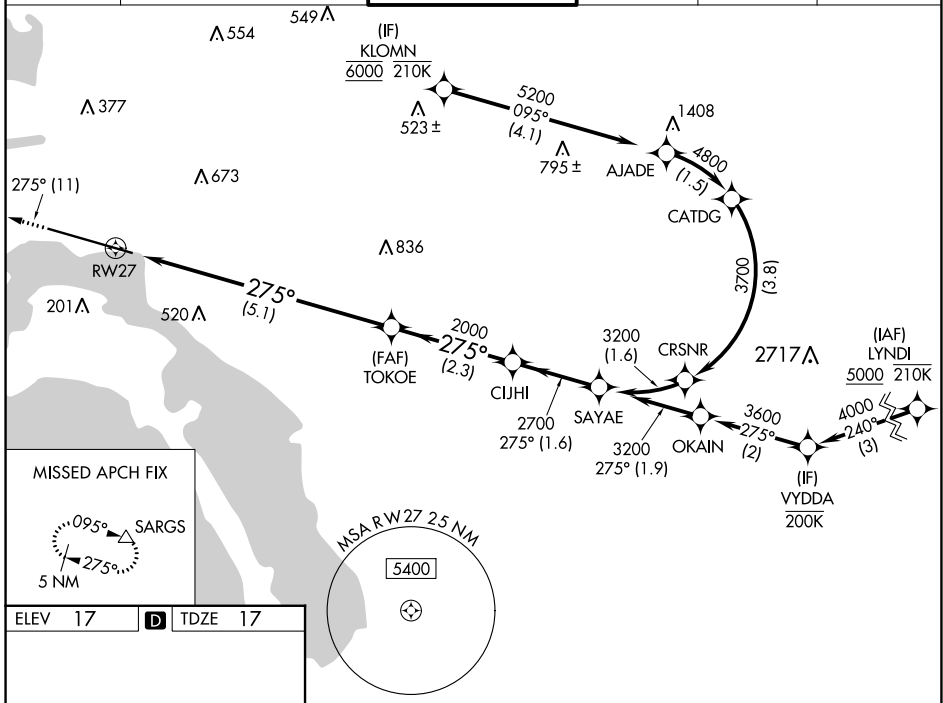 549
554
(IF)
KLOMN
6000 210K
377
523 ±
5200
095°
(4.1)
1408
795 ±
AJADE
4800
(1.5)
CATDG
673
275° (11)
836
RW27
3700
(3.8)
201
520
275°
(5.1)
(FAF)
TOKOE
2000
275°
(2.3)
CIJHI
3200
(1.6)
CRSNR
2717
(IAF)
LYNDI
5000 210K
SAYAE
2700
275° (1.6)
3200
275° (1.9)
OKAIN
3600
275°
(2)
4000
240°
(3)
(IF)
VYDDA
200K
MISSED APCH FIX
095°
SARGS
275°
5 NM
MSA RW27 25 NM
5400
ELEV 17 D TDZE 17